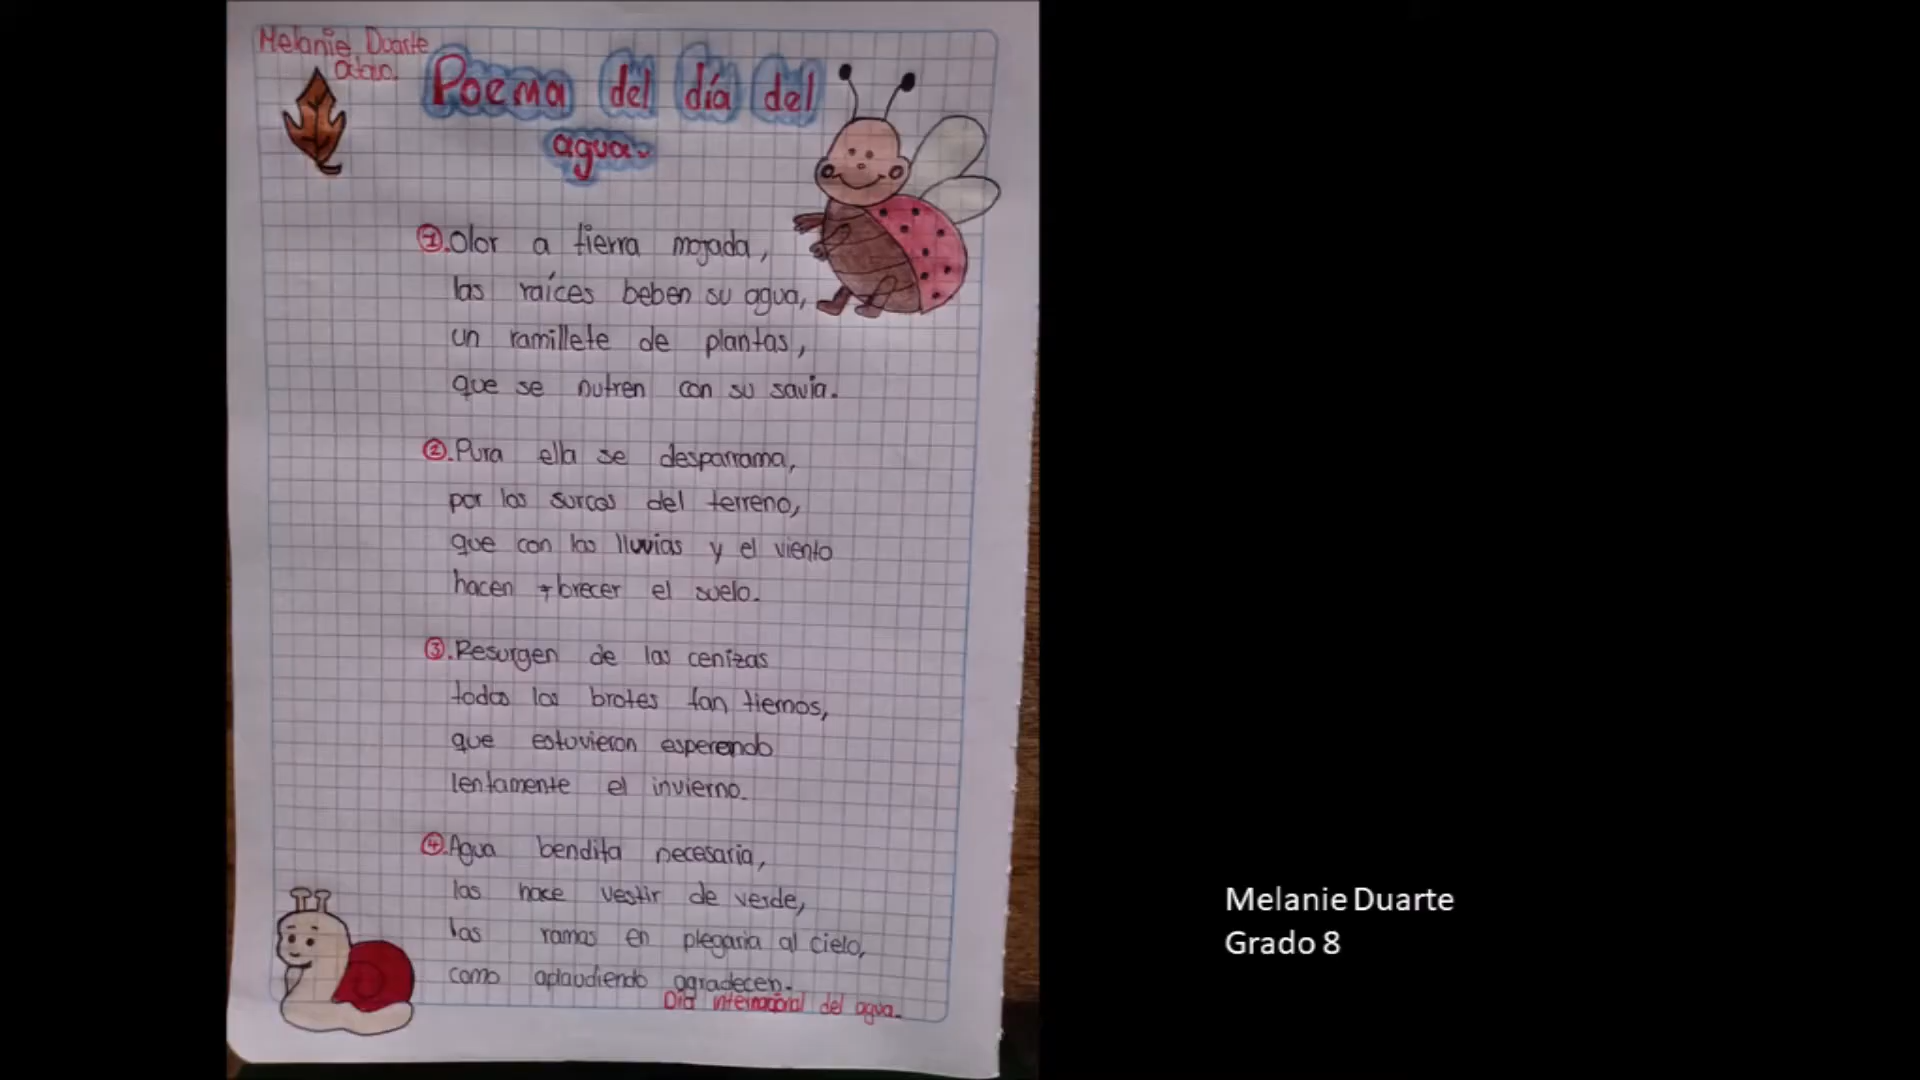 Melanie Duarte
Octavo.
Poema del día del
agua.
1. Olor a tierra mojada,
las raíces beben su agua,
un ramillete de plantas,
que se nutren con su savia.
2. Pura ella se desparrama,
por los surcos del terreno,
que con las lluvias y el viento
hacen +brecer el suelo.
3. Resurgen de las cenizas
todos los brotes tan tiernos,
que estuvieron esperendo
lentamente el invierno.
4. Agua bendita necesaria,
las hace vestir de verde,
las ramas en plegaria al cielo,
como aplaudiendo agradecen.
Día internacional del agua.
Melanie Duarte
Grado 8